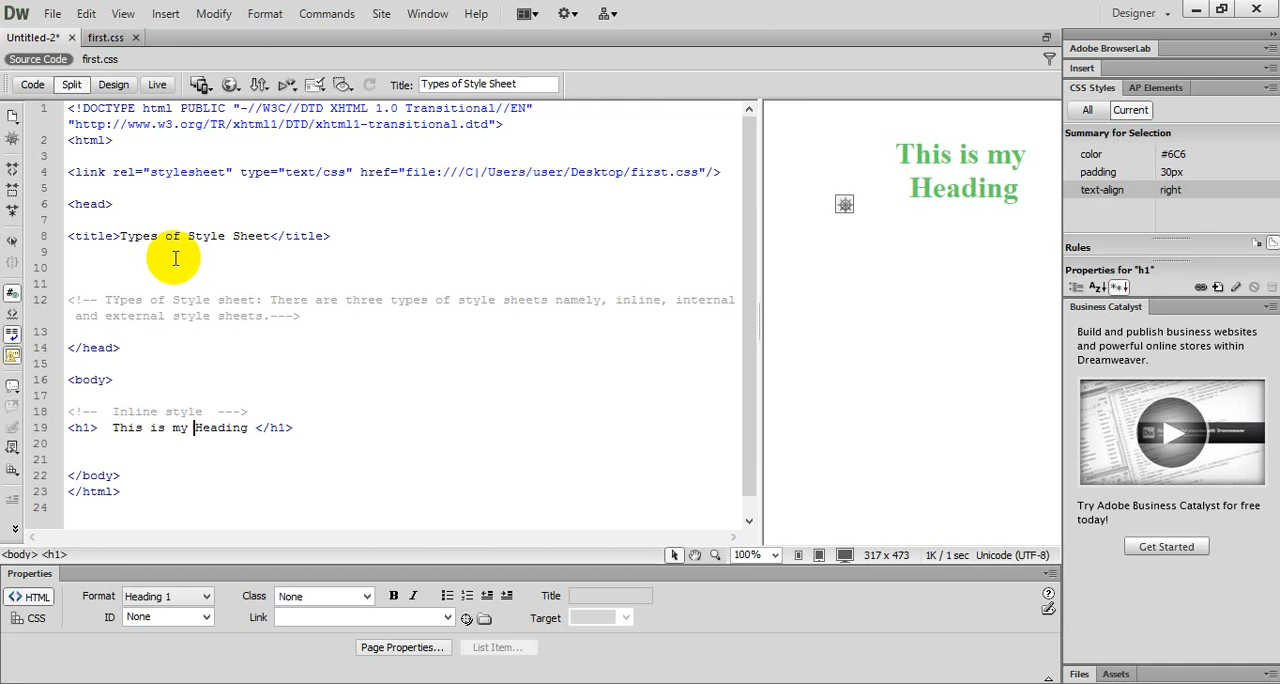 Dw File Edit View Insert Modify Format Commands Site Window Help Designer
Untitled-2* first.css
Source Code first.css
Code Split Design Live Title: Types of Style Sheet
1 <!DOCTYPE html PUBLIC "-//W3C//DTD XHTML 1.0 Transitional//EN"
"http://www.w3.org/TR/xhtml1/DTD/xhtml1-transitional.dtd">
2 <html>
3
4 <link rel="stylesheet" type="text/css" href="file:///C|/Users/user/Desktop/first.css"/>
5
6 <head>
7
8 <title>Types of Style Sheet</title>
9
10
11
12 <!-- TYpes of Style sheet: There are three types of style sheets namely, inline, internal
and external style sheets.--->
13
14 </head>
15
16 <body>
17
18 <!-- Inline style --->
19 <h1> This is my Heading </h1>
20
21
22 </body>
23 </html>
24
This is my
Heading
Adobe BrowserLab
Insert
CSS Styles AP Elements
All Current
Summary for Selection
color #6C6
padding 30px
text-align right
Rules
Properties for "h1"
Business Catalyst
Build and publish business websites
and powerful online stores within
Dreamweaver.
Try Adobe Business Catalyst for free
today!
Get Started
<body> <h1> 100% 317 x 473 1K / 1 sec Unicode (UTF-8)
Properties
<> HTML Format Heading 1 Class None B I Title
CSS ID None Link Target
Page Properties... List Item...
Files Assets